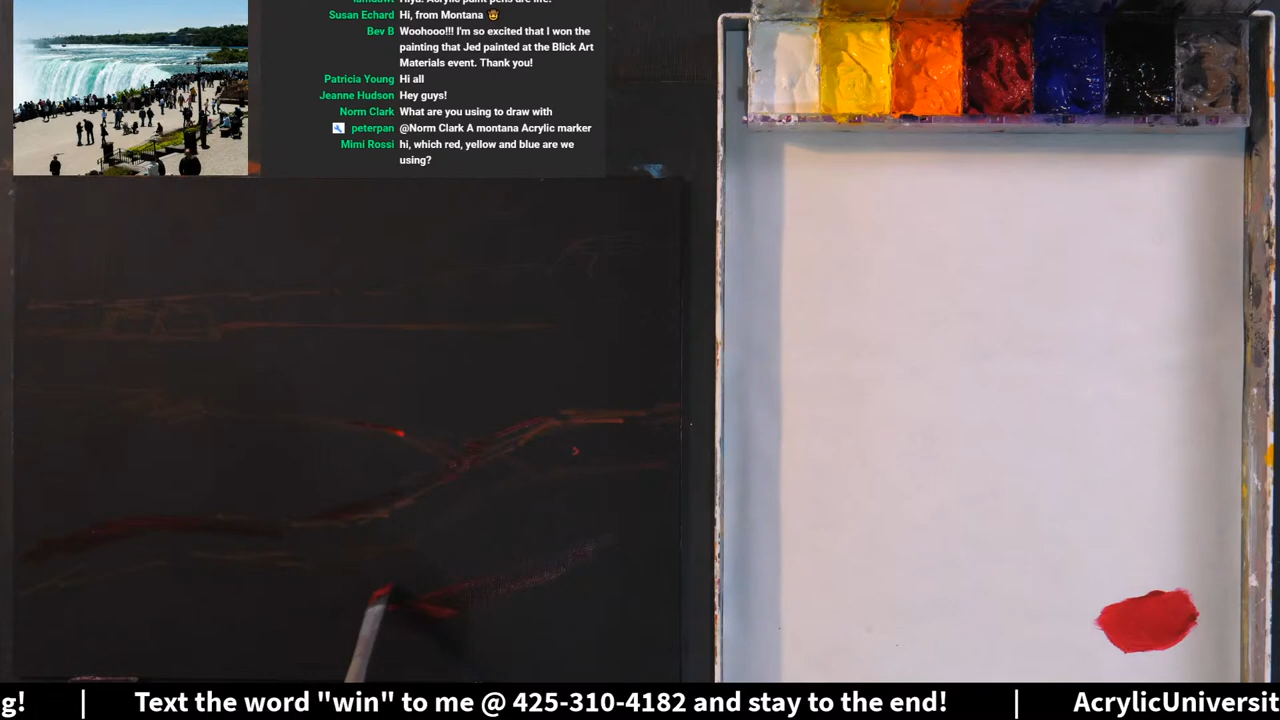 Susan Echard Hi, from Montana 🤠
Bev B Woohooo!!! I'm so excited that I won the
painting that Jed painted at the Blick Art
Materials event. Thank you!
Patricia Young Hi all
Jeanne Hudson Hey guys!
Norm Clark What are you using to draw with
peterpan @Norm Clark A montana Acrylic marker
Mimi Rossi hi, which red, yellow and blue are we
using?
g! | Text the word "win" to me @ 425-310-4182 and stay to the end! | AcrylicUniversit